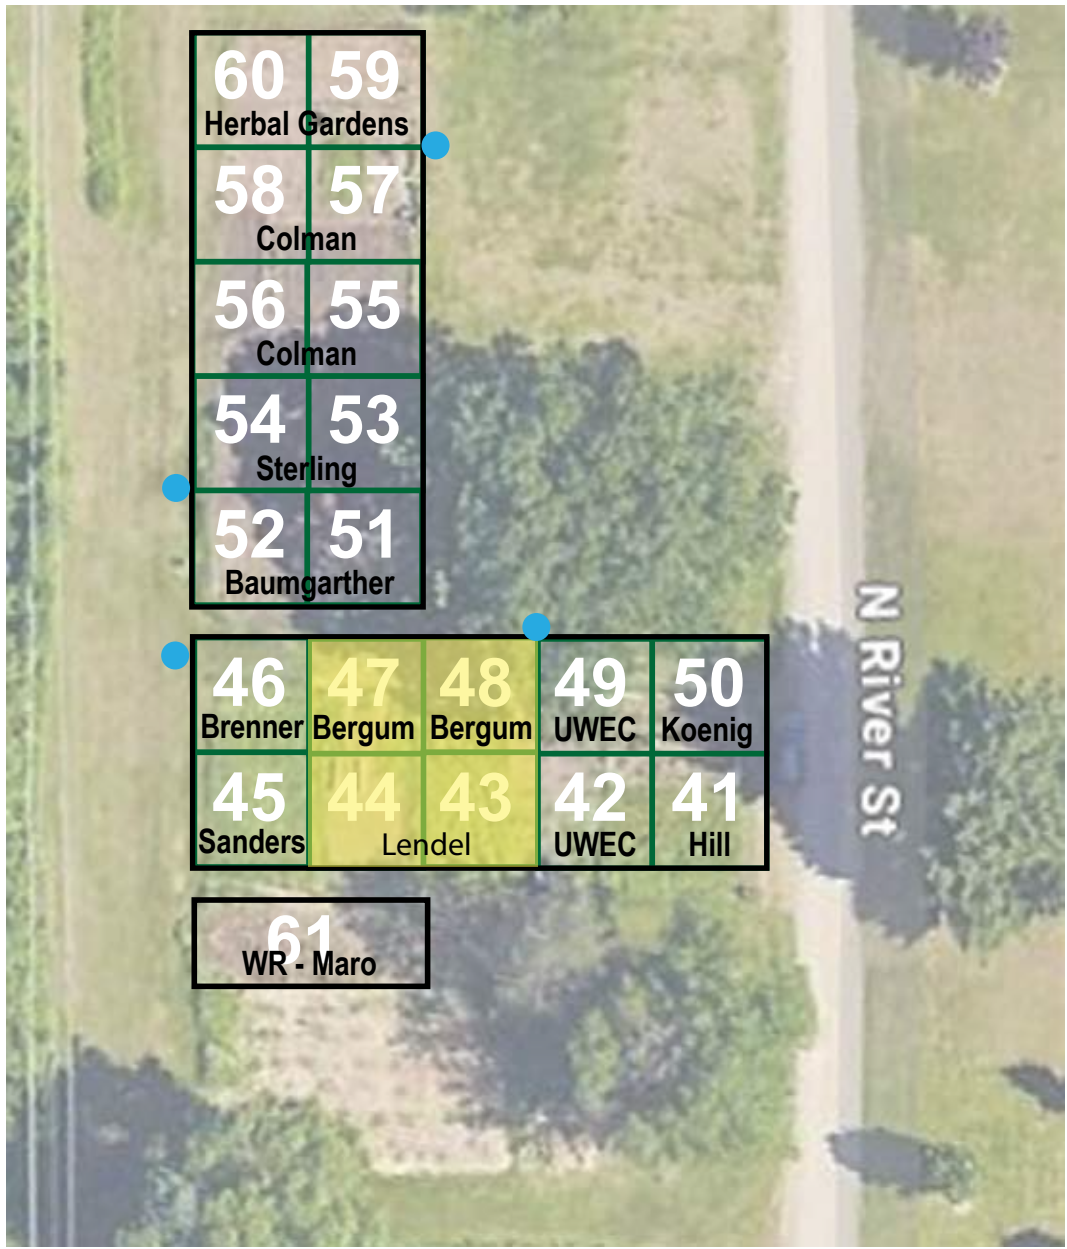 60 59
Herbal Gardens
58 57
Colman
56 55
Colman
54 53
Sterling
52 51
Baumgarther
46 47 48 49 50
Brenner Bergum Bergum UWEC Koenig
45 44 43 42 41
Sanders Lendel UWEC Hill
61
WR - Maro
N River St